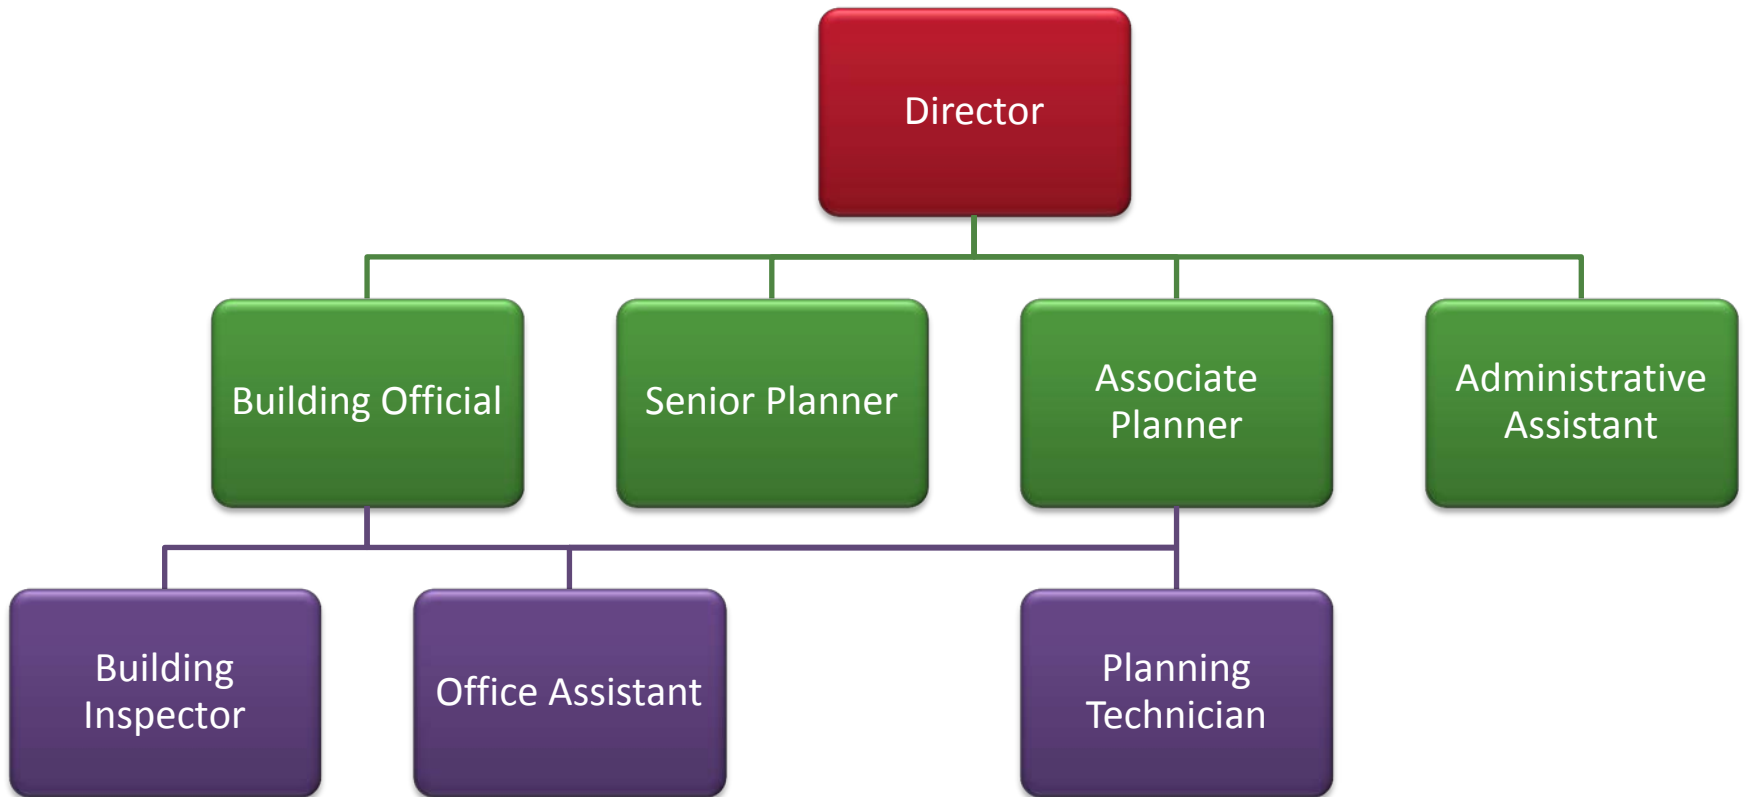 Director
Building Official
Senior Planner
Associate
Planner
Administrative
Assistant
Building
Inspector
Office Assistant
Planning
Technician